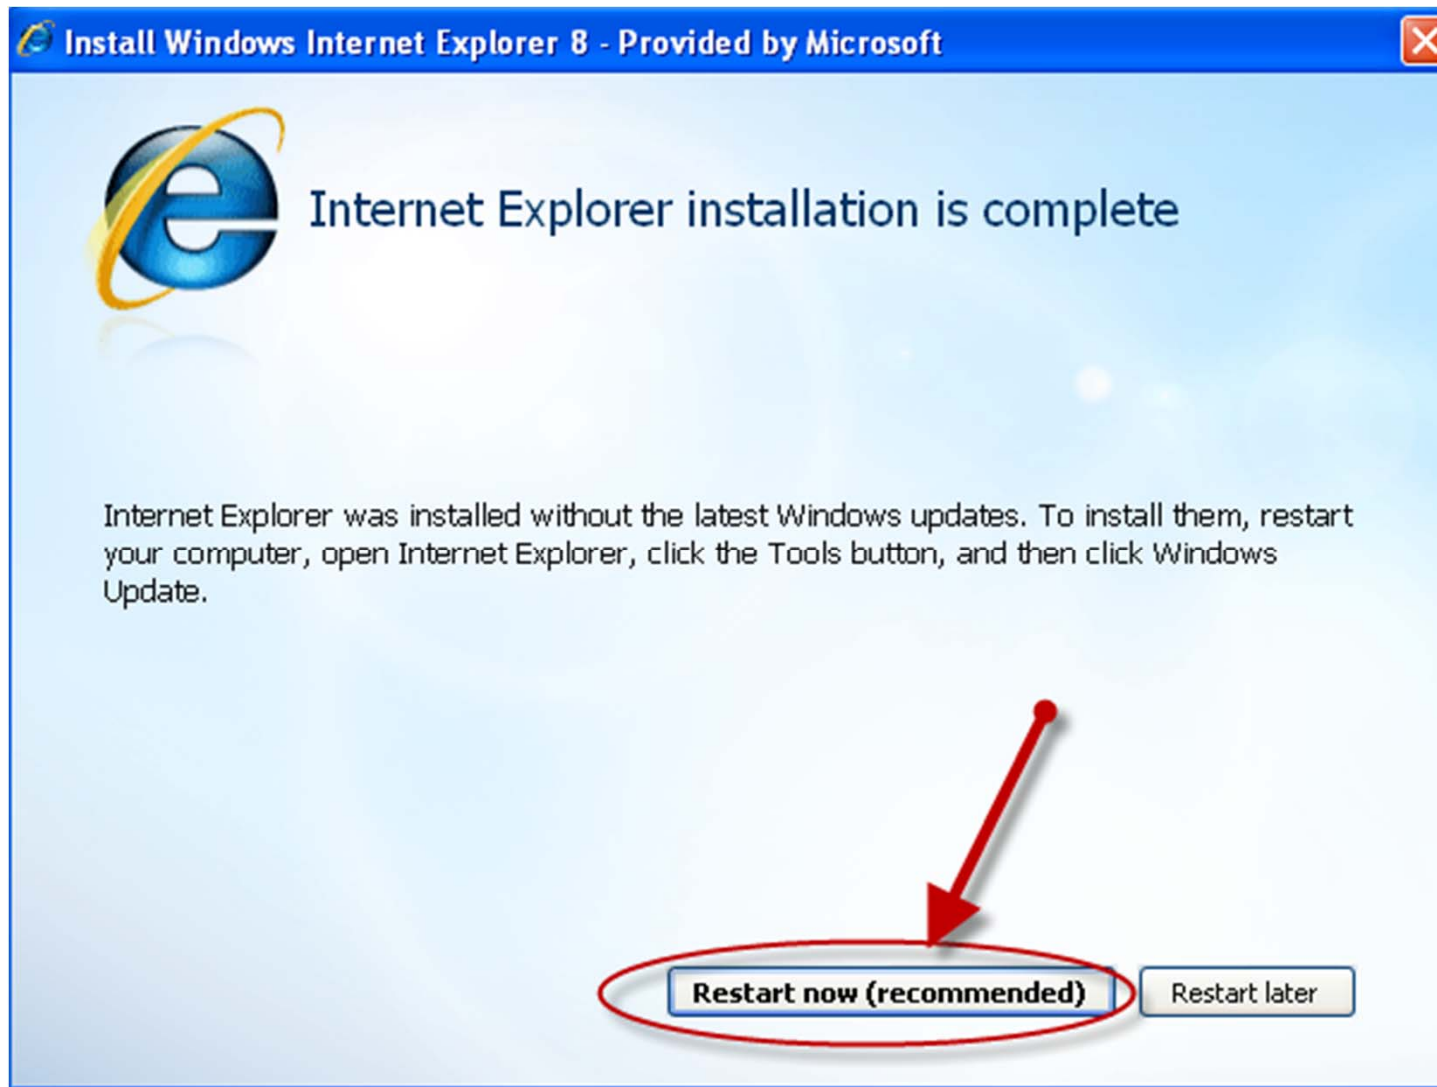 Install Windows Internet Explorer 8 - Provided by Microsoft
Internet Explorer installation is complete
Internet Explorer was installed without the latest Windows updates. To install them, restart
your computer, open Internet Explorer, click the Tools button, and then click Windows
Update.
Restart now (recommended)
Restart later